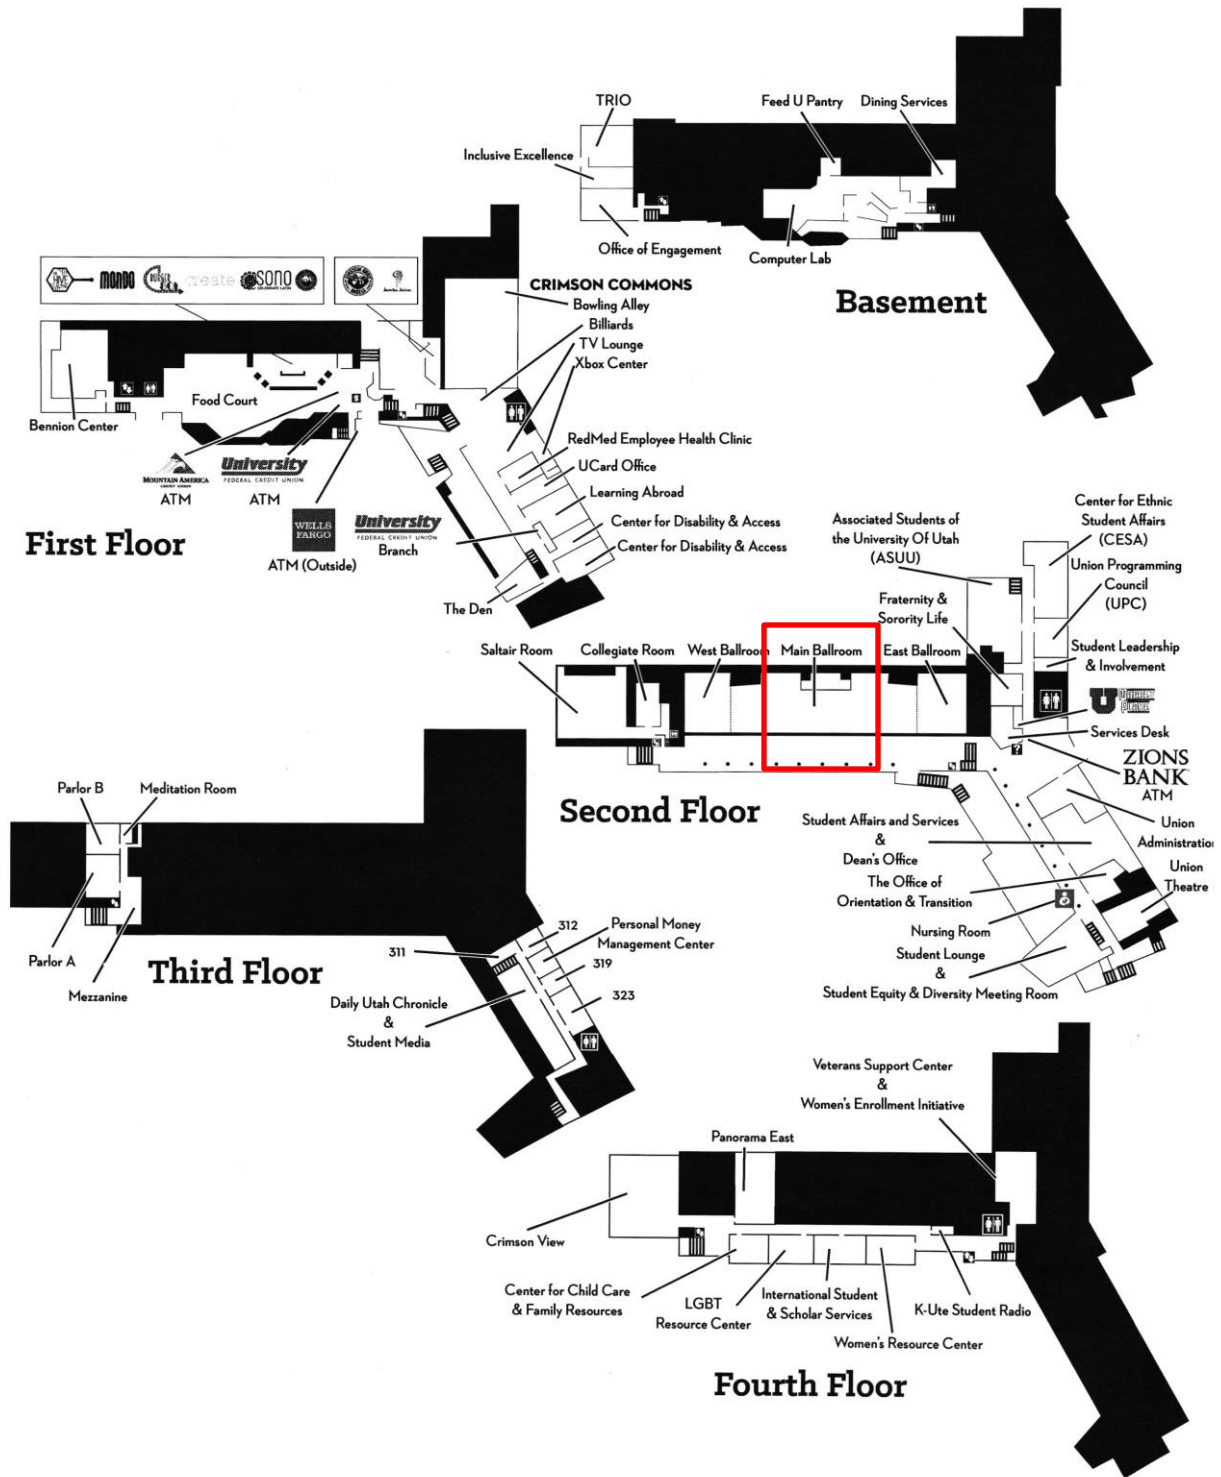 TRIO
Feed U Pantry
Dining Services
Inclusive Excellence
Office of Engagement
Computer Lab
Basement
HIVE
MONDO
BURGER
create
SONO
Jamba Juice
CRIMSON COMMONS
Bowling Alley
Billiards
TV Lounge
Xbox Center
Food Court
Bennion Center
RedMed Employee Health Clinic
UCard Office
Learning Abroad
Center for Disability & Access
Center for Disability & Access
MOUNTAIN AMERICA
CREDIT UNION
ATM
University
FEDERAL CREDIT UNION
ATM
WELLS
FARGO
ATM (Outside)
University
FEDERAL CREDIT UNION
Branch
The Den
First Floor
Associated Students of
the University Of Utah
(ASUU)
Center for Ethnic
Student Affairs
(CESA)
Union Programming
Council
(UPC)
Fraternity &
Sorority Life
Student Leadership
& Involvement
Saltair Room
Collegiate Room
West Ballroom
Main Ballroom
East Ballroom
U
Services Desk
ZIONS
BANK
ATM
Second Floor
Student Affairs and Services
&
Dean's Office
Union
Administration
The Office of
Orientation & Transition
Union
Theatre
Nursing Room
Student Lounge
&
Student Equity & Diversity Meeting Room
Parlor B
Meditation Room
Parlor A
Mezzanine
Third Floor
311
312
Personal Money
Management Center
319
323
Daily Utah Chronicle
&
Student Media
Veterans Support Center
&
Women's Enrollment Initiative
Panorama East
Crimson View
Center for Child Care
& Family Resources
LGBT
Resource Center
International Student
& Scholar Services
Women's Resource Center
K-Ute Student Radio
Fourth Floor